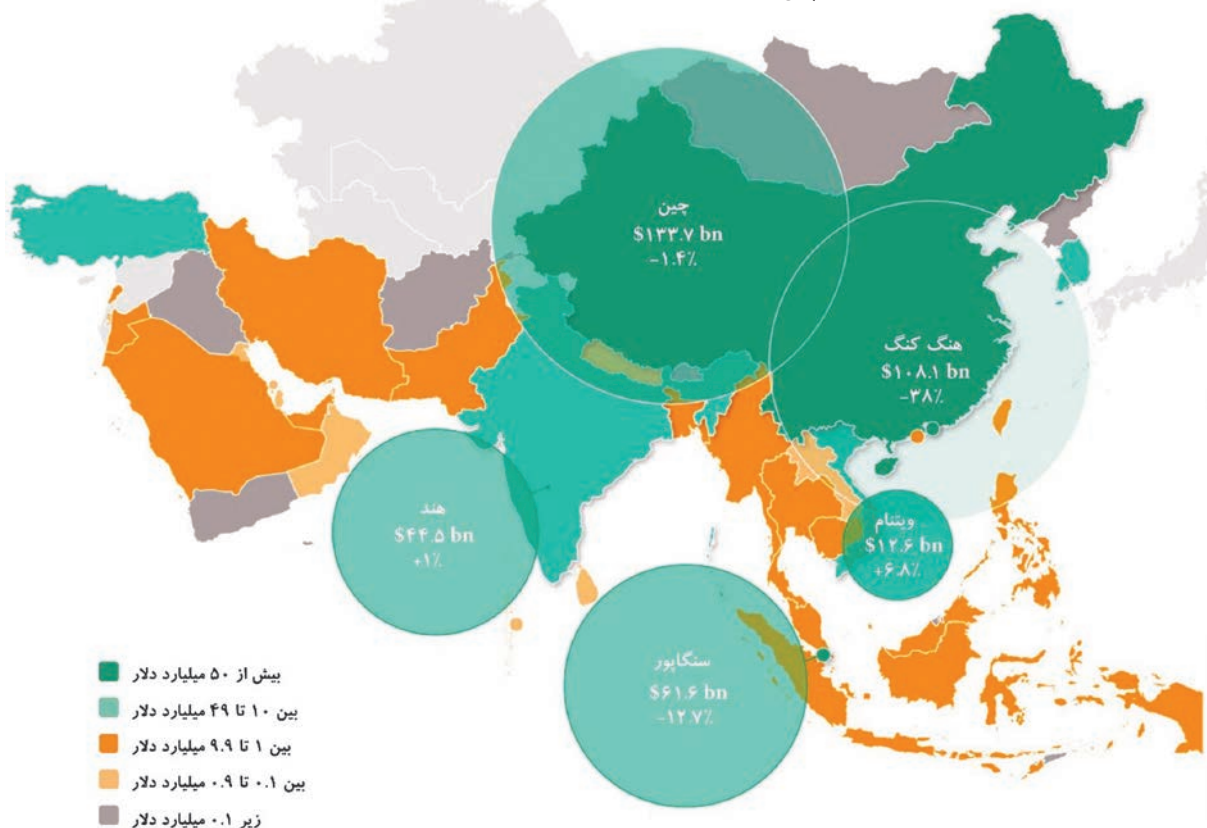 چین
$۱۳۳.۷ bn
-۱.۴٪
هنگ کنگ
$۱۰۸.۱ bn
-۳۸٪
هند
$۴۴.۵ bn
+۱٪
ویتنام
$۱۲.۶ bn
+۶.۸٪
سنگاپور
$۶۱.۶ bn
-۱۲.۷٪
بیش از ۵۰ میلیارد دلار
بین ۱۰ تا ۴۹ میلیارد دلار
بین ۱ تا ۹.۹ میلیارد دلار
بین ۰.۱ تا ۰.۹ میلیارد دلار
زیر ۰.۱ میلیارد دلار